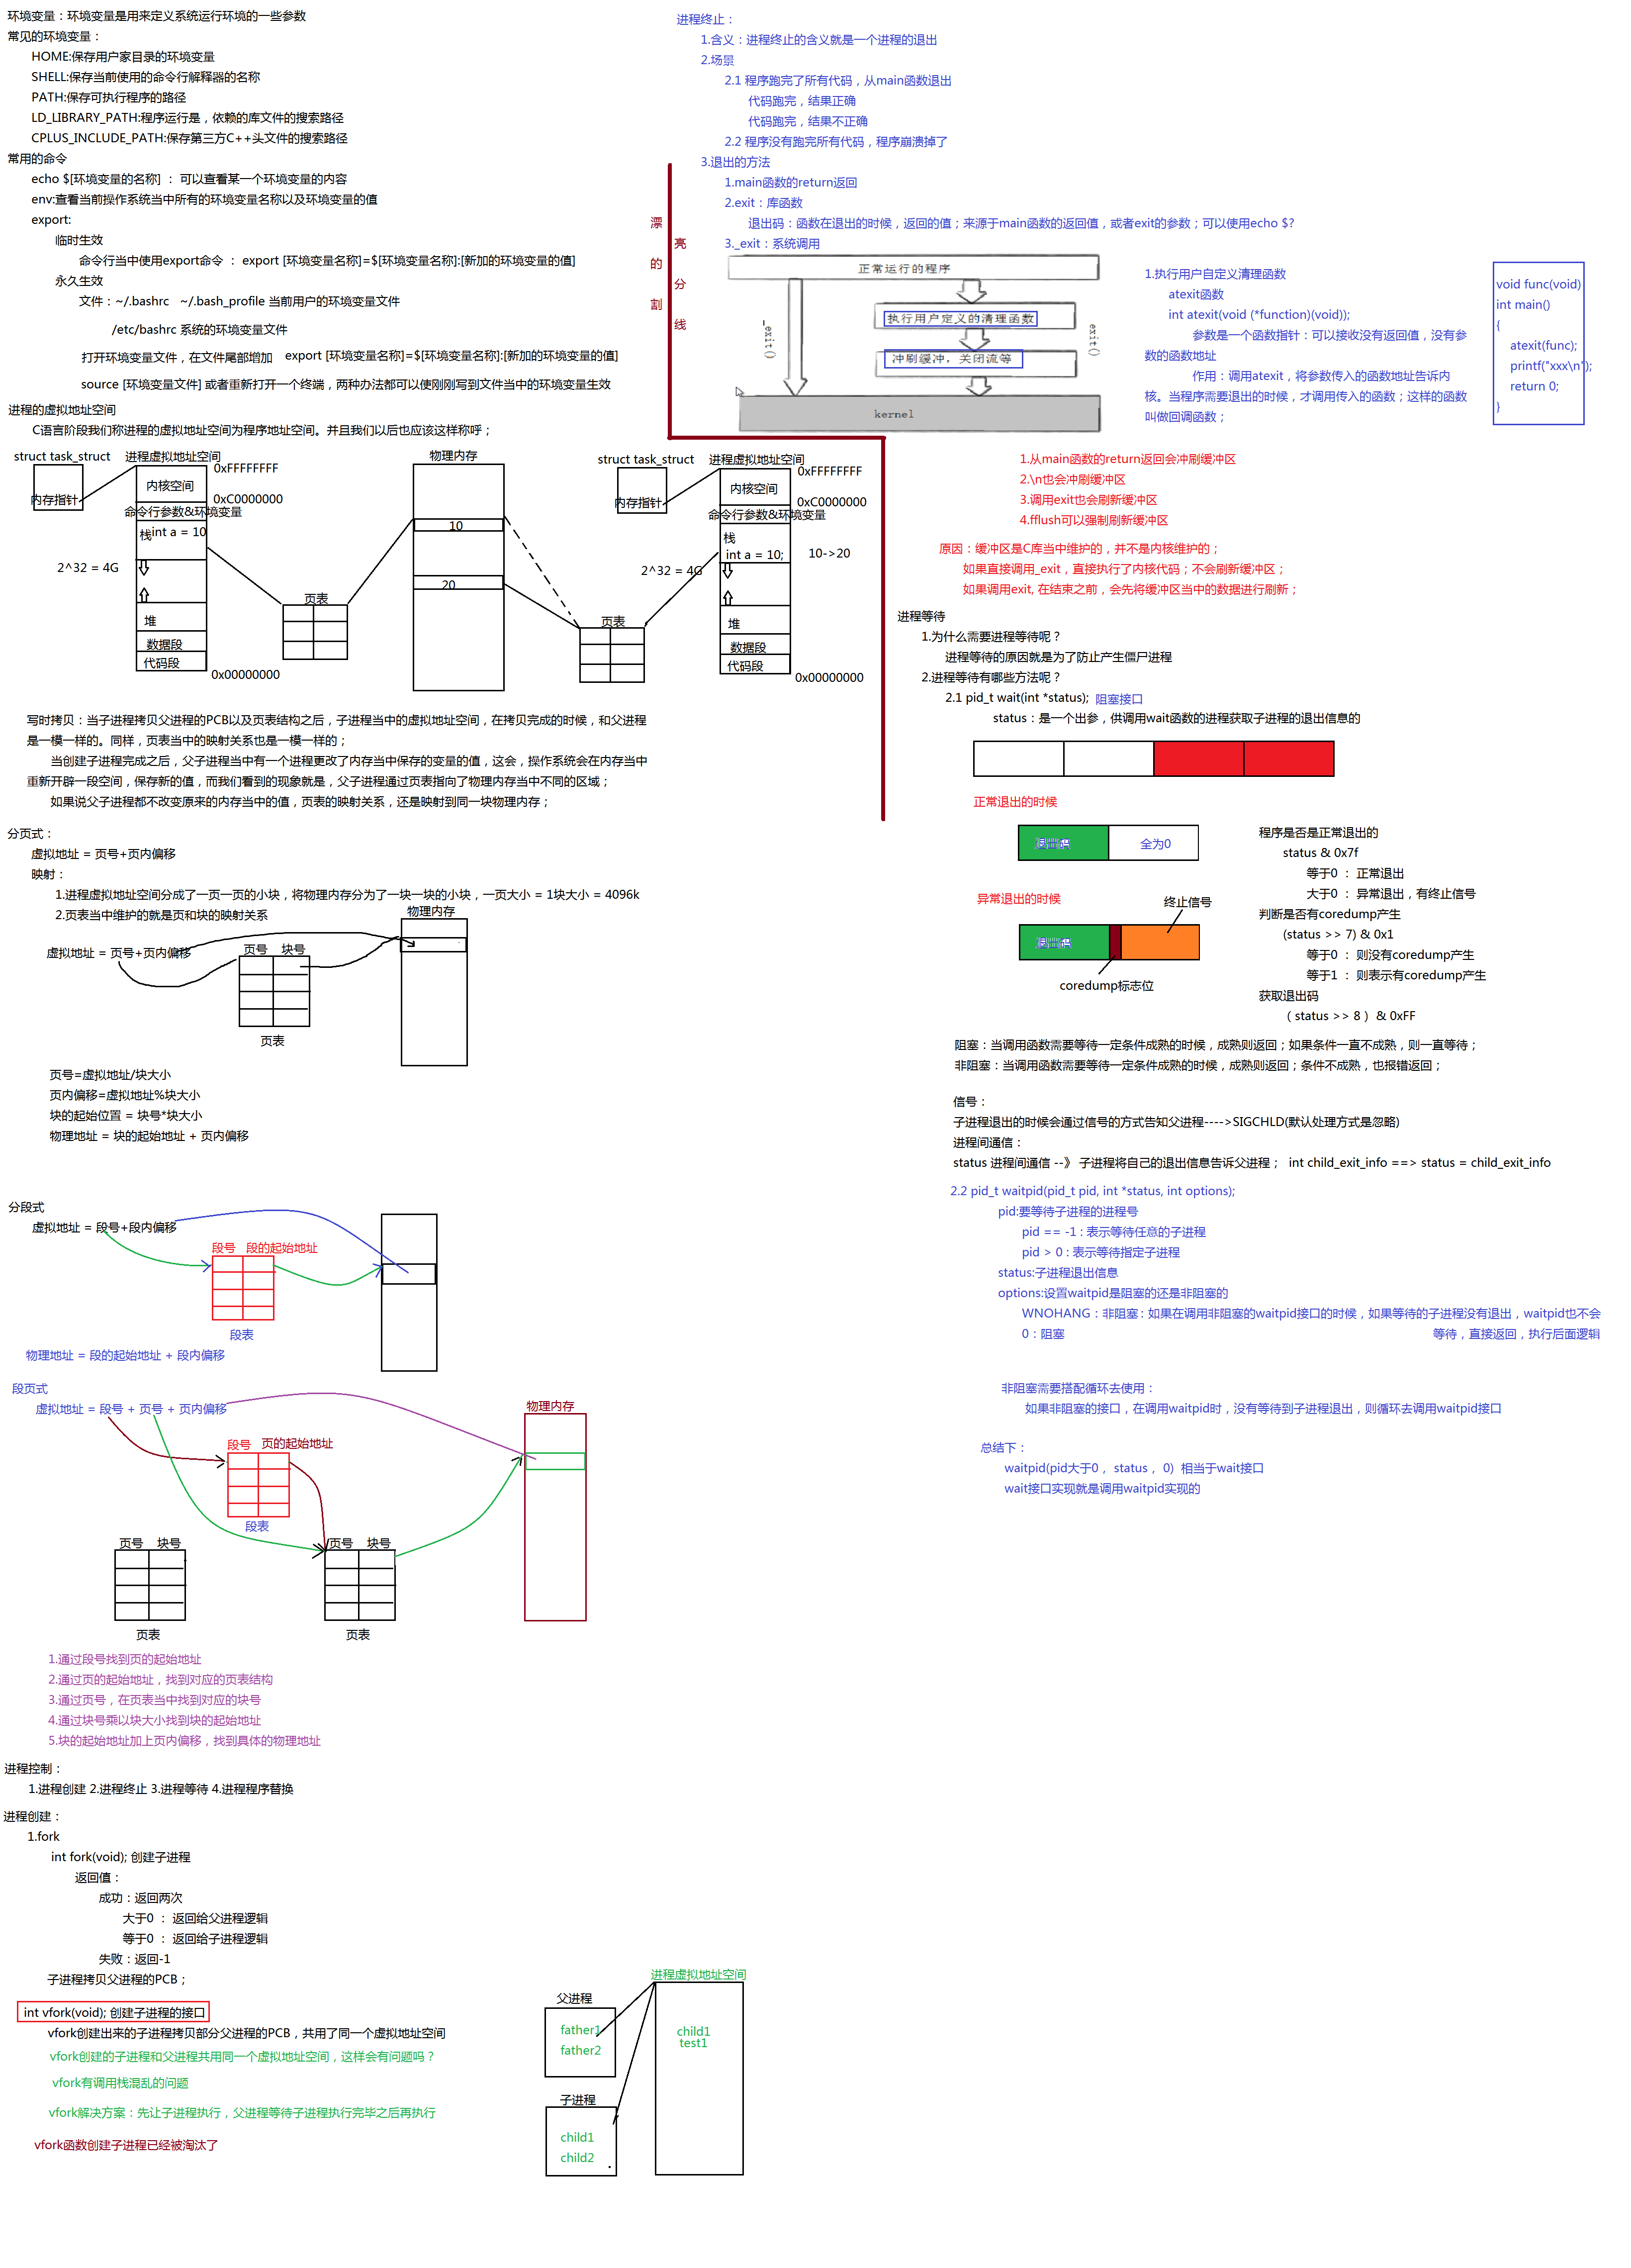 环境变量：环境变量是用来定义系统运行环境的一些参数
常见的环境变量：
HOME:保存用户家目录的环境变量
SHELL:保存当前使用的命令行解释器的名称
PATH:保存可执行程序的路径
LD_LIBRARY_PATH:程序运行是，依赖的库文件的搜索路径
CPLUS_INCLUDE_PATH:保存第三方C++头文件的搜索路径
常用的命令
echo $[环境变量的名称] ： 可以查看某一个环境变量的内容
env:查看当前操作系统当中所有的环境变量名称以及环境变量的值
export:
临时生效
命令行当中使用export命令 ： export [环境变量名称]=$[环境变量名称]:[新加的环境变量的值]
永久生效
文件：~/.bashrc ~/.bash_profile 当前用户的环境变量文件
/etc/bashrc 系统的环境变量文件
打开环境变量文件，在文件尾部增加 export [环境变量名称]=$[环境变量名称]:[新加的环境变量的值]
source [环境变量文件] 或者重新打开一个终端，两种办法都可以使刚刚写到文件当中的环境变量生效
进程的虚拟地址空间
C语言阶段我们称进程的虚拟地址空间为程序地址空间。并且我们以后也应该这样称呼；
struct task_struct
内存指针
进程虚拟地址空间
0xFFFFFFFF
内核空间
0xC0000000
命令行参数&环境变量
栈int a = 10
2^32 = 4G
堆
数据段
代码段
0x00000000
页表
物理内存
10
20
页表
struct task_struct
内存指针
进程虚拟地址空间
0xFFFFFFFF
内核空间
0xC0000000
命令行参数&环境变量
栈
int a = 10;
10->20
2^32 = 4G
堆
数据段
代码段
0x00000000
写时拷贝：当子进程拷贝父进程的PCB以及页表结构之后，子进程当中的虚拟地址空间，在拷贝完成的时候，和父进程
是一模一样的。同样，页表当中的映射关系也是一模一样的；
当创建子进程完成之后，父子进程当中有一个进程更改了内存当中保存的变量的值，这会，操作系统会在内存当中
重新开辟一段空间，保存新的值，而我们看到的现象就是，父子进程通过页表指向了物理内存当中不同的区域；
如果说父子进程都不改变原来的内存当中的值，页表的映射关系，还是映射到同一块物理内存；
分页式：
虚拟地址 = 页号+页内偏移
映射：
1.进程虚拟地址空间分成了一页一页的小块，将物理内存分为了一块一块的小块，一页大小 = 1块大小 = 4096k
2.页表当中维护的就是页和块的映射关系
物理内存
虚拟地址 = 页号+页内偏移
页号 块号
页表
页号=虚拟地址/块大小
页内偏移=虚拟地址%块大小
块的起始位置 = 块号*块大小
物理地址 = 块的起始地址 + 页内偏移
分段式
虚拟地址 = 段号+段内偏移
段号 段的起始地址
段表
物理地址 = 段的起始地址 + 段内偏移
段页式
虚拟地址 = 段号 + 页号 + 页内偏移
物理内存
段号 页的起始地址
段表
页号 块号
页表
页号 块号
页表
1.通过段号找到页的起始地址
2.通过页的起始地址，找到对应的页表结构
3.通过页号，在页表当中找到对应的块号
4.通过块号乘以块大小找到块的起始地址
5.块的起始地址加上页内偏移，找到具体的物理地址
进程控制：
1.进程创建 2.进程终止 3.进程等待 4.进程程序替换
进程创建：
1.fork
int fork(void); 创建子进程
返回值：
成功：返回两次
大于0 ： 返回给父进程逻辑
等于0 ： 返回给子进程逻辑
失败：返回-1
子进程拷贝父进程的PCB；
int vfork(void); 创建子进程的接口
vfork创建出来的子进程拷贝部分父进程的PCB，共用了同一个虚拟地址空间
vfork创建的子进程和父进程共用同一个虚拟地址空间，这样会有问题吗？
vfork有调用栈混乱的问题
vfork解决方案：先让子进程执行，父进程等待子进程执行完毕之后再执行
vfork函数创建子进程已经被淘汰了
父进程
father1
father2
子进程
child1
child2
进程虚拟地址空间
child1
test1
漂亮的分割线
进程终止：
1.含义：进程终止的含义就是一个进程的退出
2.场景
2.1 程序跑完了所有代码，从main函数退出
代码跑完，结果正确
代码跑完，结果不正确
2.2 程序没有跑完所有代码，程序崩溃掉了
3.退出的方法
1.main函数的return返回
2.exit：库函数
退出码：函数在退出的时候，返回的值；来源于main函数的返回值，或者exit的参数；可以使用echo $?
3._exit：系统调用
正常运行的程序
_exit()
执行用户定义的清理函数
冲刷缓冲，关闭流等
exit()
kernel
1.执行用户自定义清理函数
atexit函数
int atexit(void (*function)(void));
参数是一个函数指针：可以接收没有返回值，没有参
数的函数地址
作用：调用atexit，将参数传入的函数地址告诉内
核。当程序需要退出的时候，才调用传入的函数；这样的函数
叫做回调函数；
void func(void)
int main()
{
atexit(func);
printf("xxx\n");
return 0;
}
1.从main函数的return返回会冲刷缓冲区
2.\n也会冲刷缓冲区
3.调用exit也会刷新缓冲区
4.fflush可以强制刷新缓冲区
原因：缓冲区是C库当中维护的，并不是内核维护的；
如果直接调用_exit，直接执行了内核代码；不会刷新缓冲区；
如果调用exit, 在结束之前，会先将缓冲区当中的数据进行刷新；
进程等待
1.为什么需要进程等待呢？
进程等待的原因就是为了防止产生僵尸进程
2.进程等待有哪些方法呢？
2.1 pid_t wait(int *status); 阻塞接口
status：是一个出参，供调用wait函数的进程获取子进程的退出信息的
正常退出的时候
退出码 全为0
异常退出的时候
终止信号
退出码
coredump标志位
程序是否是正常退出的
status & 0x7f
等于0 ： 正常退出
大于0 ： 异常退出，有终止信号
判断是否有coredump产生
(status >> 7) & 0x1
等于0 ： 则没有coredump产生
等于1 ： 则表示有coredump产生
获取退出码
（ status >> 8 ）& 0xFF
阻塞：当调用函数需要等待一定条件成熟的时候，成熟则返回；如果条件一直不成熟，则一直等待；
非阻塞：当调用函数需要等待一定条件成熟的时候，成熟则返回；条件不成熟，也报错返回；
信号：
子进程退出的时候会通过信号的方式告知父进程---->SIGCHLD(默认处理方式是忽略)
进程间通信：
status 进程间通信 --》 子进程将自己的退出信息告诉父进程； int child_exit_info ==> status = child_exit_info
2.2 pid_t waitpid(pid_t pid, int *status, int options);
pid:要等待子进程的进程号
pid == -1 : 表示等待任意的子进程
pid > 0 : 表示等待指定子进程
status:子进程退出信息
options:设置waitpid是阻塞的还是非阻塞的
WNOHANG：非阻塞 : 如果在调用非阻塞的waitpid接口的时候，如果等待的子进程没有退出，waitpid也不会
0：阻塞 等待，直接返回，执行后面逻辑
非阻塞需要搭配循环去使用：
如果非阻塞的接口，在调用waitpid时，没有等待到子进程退出，则循环去调用waitpid接口
总结下：
waitpid(pid大于0 ，status ，0) 相当于wait接口
wait接口实现就是调用waitpid实现的